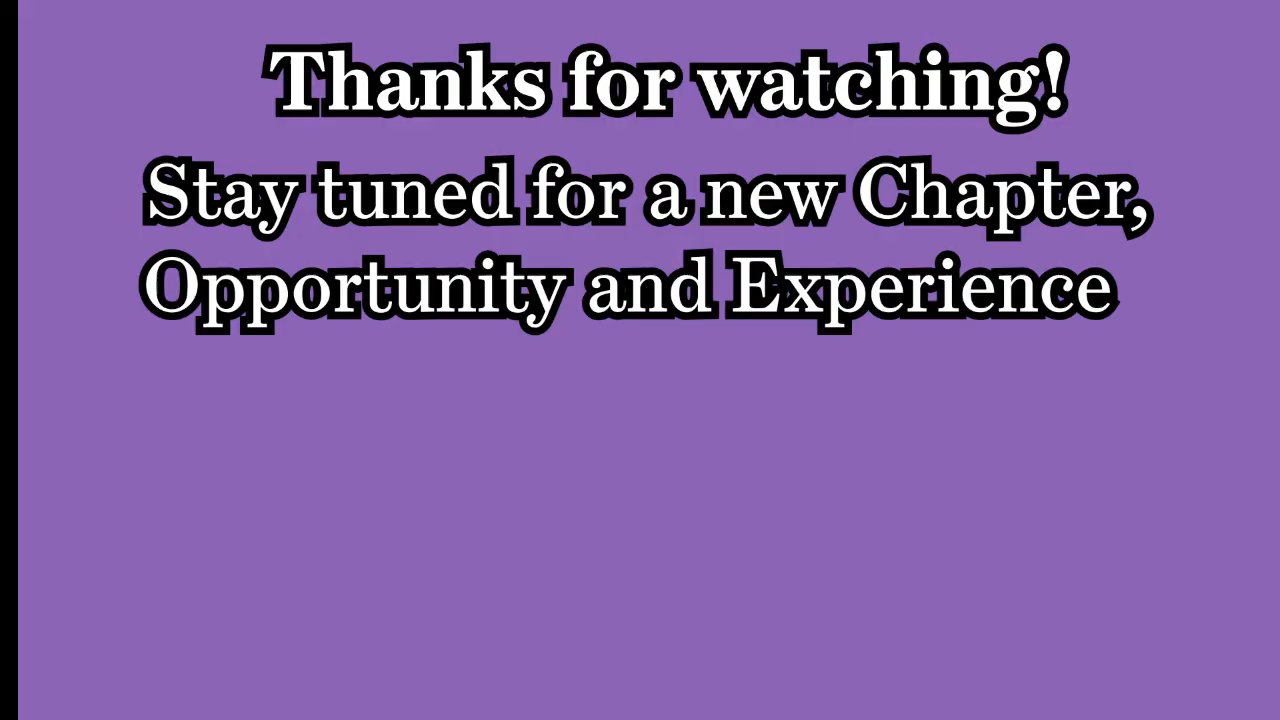 Thanks for watching!
Stay tuned for a new Chapter,
Opportunity and Experience